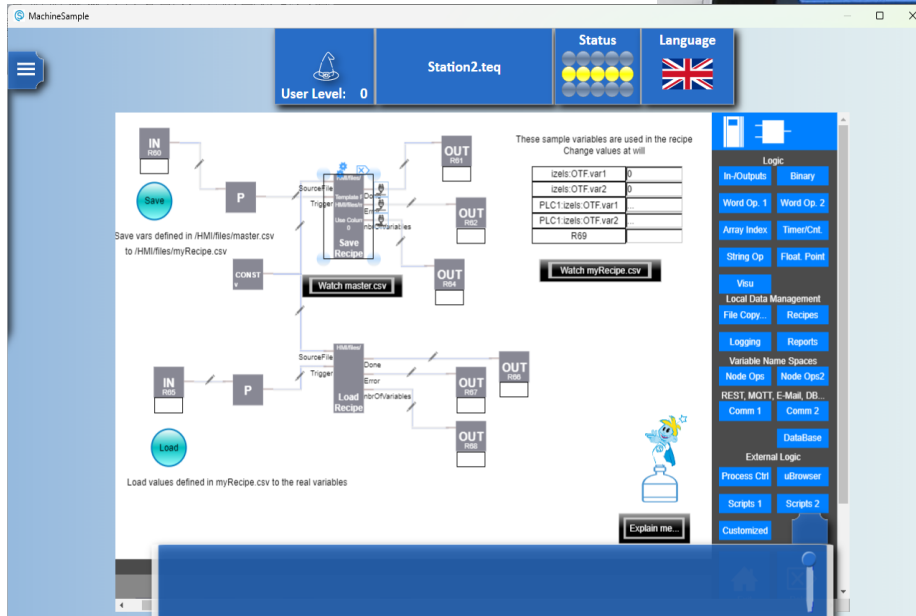 MachineSample
User Level: 0
Station2.teq
Status
Language
IN
R60
Save
Save vars defined in /HMI/files/master.csv
to /HMI/files/myRecipe.csv
P
CONST
SourceFile
Trigger
HMI/files/
Template F
HMI/files/n
Use Colum
0
Save
Recipe
Done
Error
nbrOfVariables
OUT
R61
OUT
R62
OUT
R64
Watch master.csv
These sample variables are used in the recipe
Change values at will
izels:OTF.var1 0
izels:OTF.var2 0
PLC1:izels:OTF.var1 ...
PLC1:izels:OTF.var2 ...
R69
Watch myRecipe.csv
IN
R65
P
Load
Load values defined in myRecipe.csv to the real variables
SourceFile
Trigger
HMI/files/
Load
Recipe
Done
Error
nbrOfVariables
OUT
R66
OUT
R67
OUT
R68
Explain me...
Logic
In-/Outputs Binary
Word Op. 1 Word Op. 2
Array Index Timer/Cnt.
String Op Float. Point
Visu
Local Data Management
File Copy... Recipes
Logging Reports
Variable Name Spaces
Node Ops Node Ops2
REST, MQTT, E-Mail, DB...
Comm 1 Comm 2
DataBase
External Logic
Process Ctrl uBrowser
Scripts 1 Scripts 2
Customized